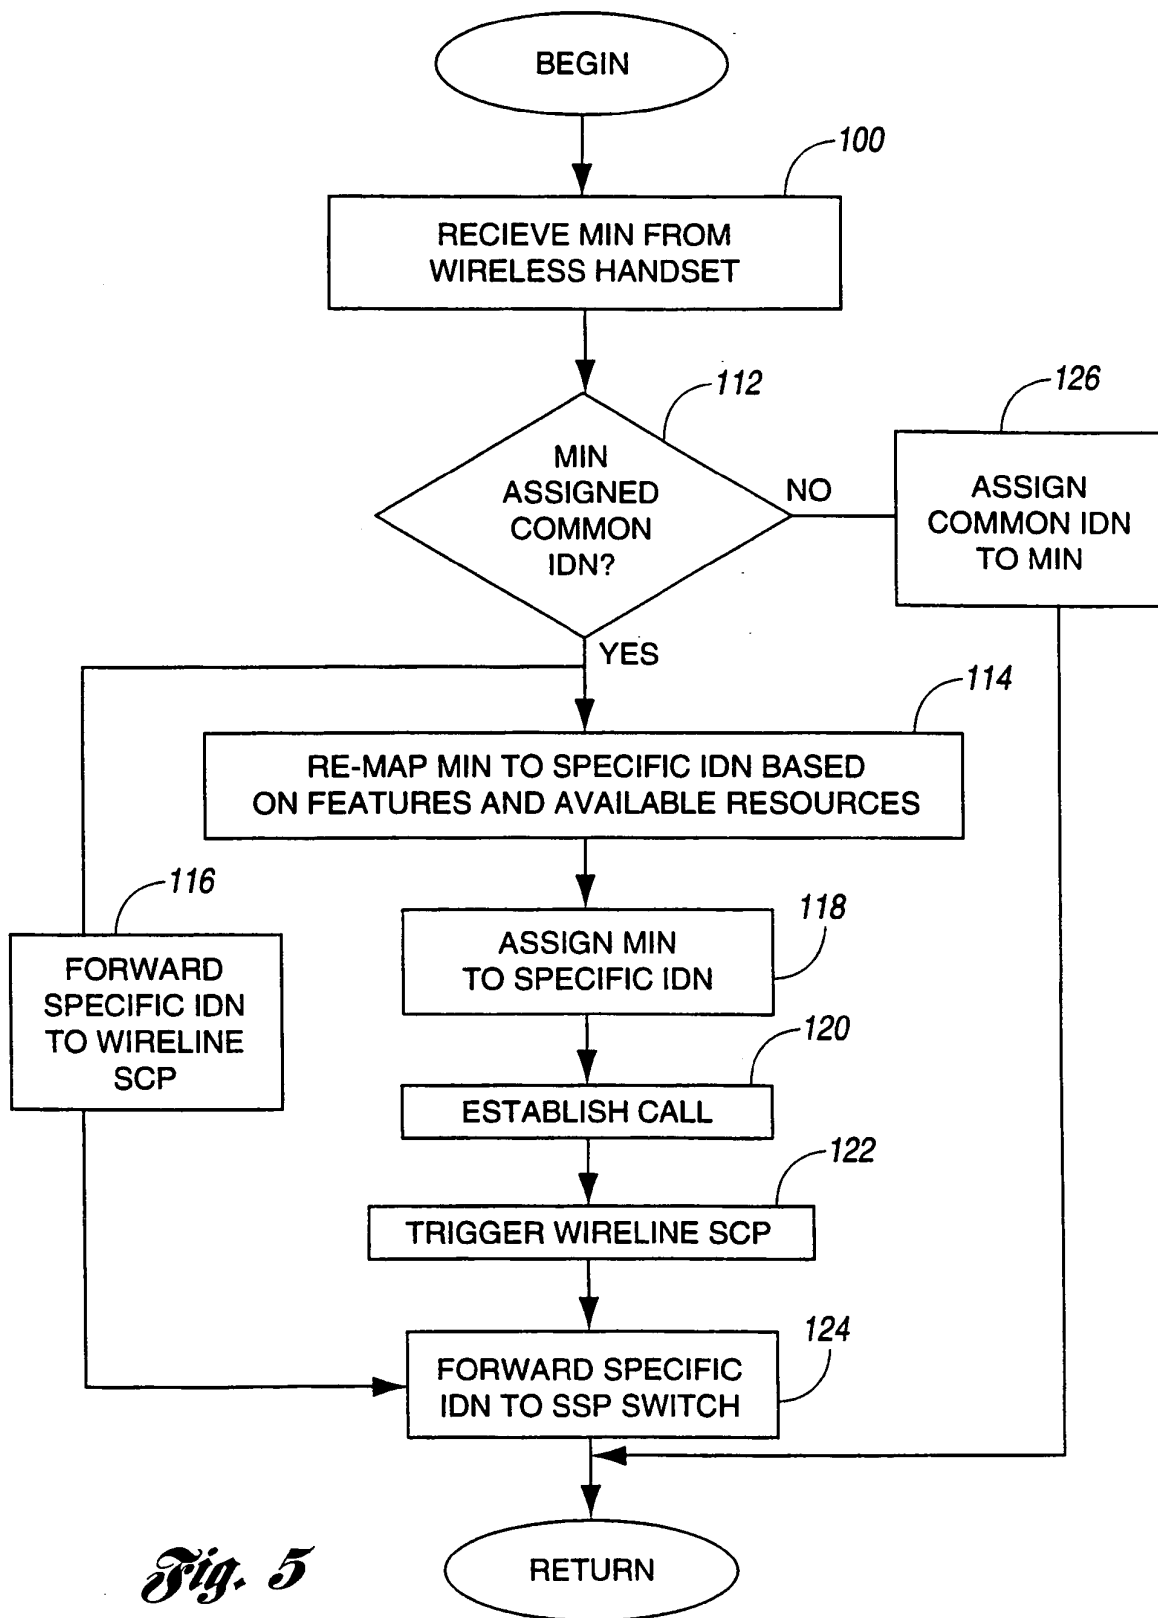 BEGIN
100
RECIEVE MIN FROM
WIRELESS HANDSET
112
126
MIN
ASSIGNED
COMMON
IDN?
NO
ASSIGN
COMMON IDN
TO MIN
YES
114
RE-MAP MIN TO SPECIFIC IDN BASED
ON FEATURES AND AVAILABLE RESOURCES
116
FORWARD
SPECIFIC IDN
TO WIRELINE
SCP
118
ASSIGN MIN
TO SPECIFIC IDN
120
ESTABLISH CALL
122
TRIGGER WIRELINE SCP
124
FORWARD SPECIFIC
IDN TO SSP SWITCH
RETURN
Fig. 5